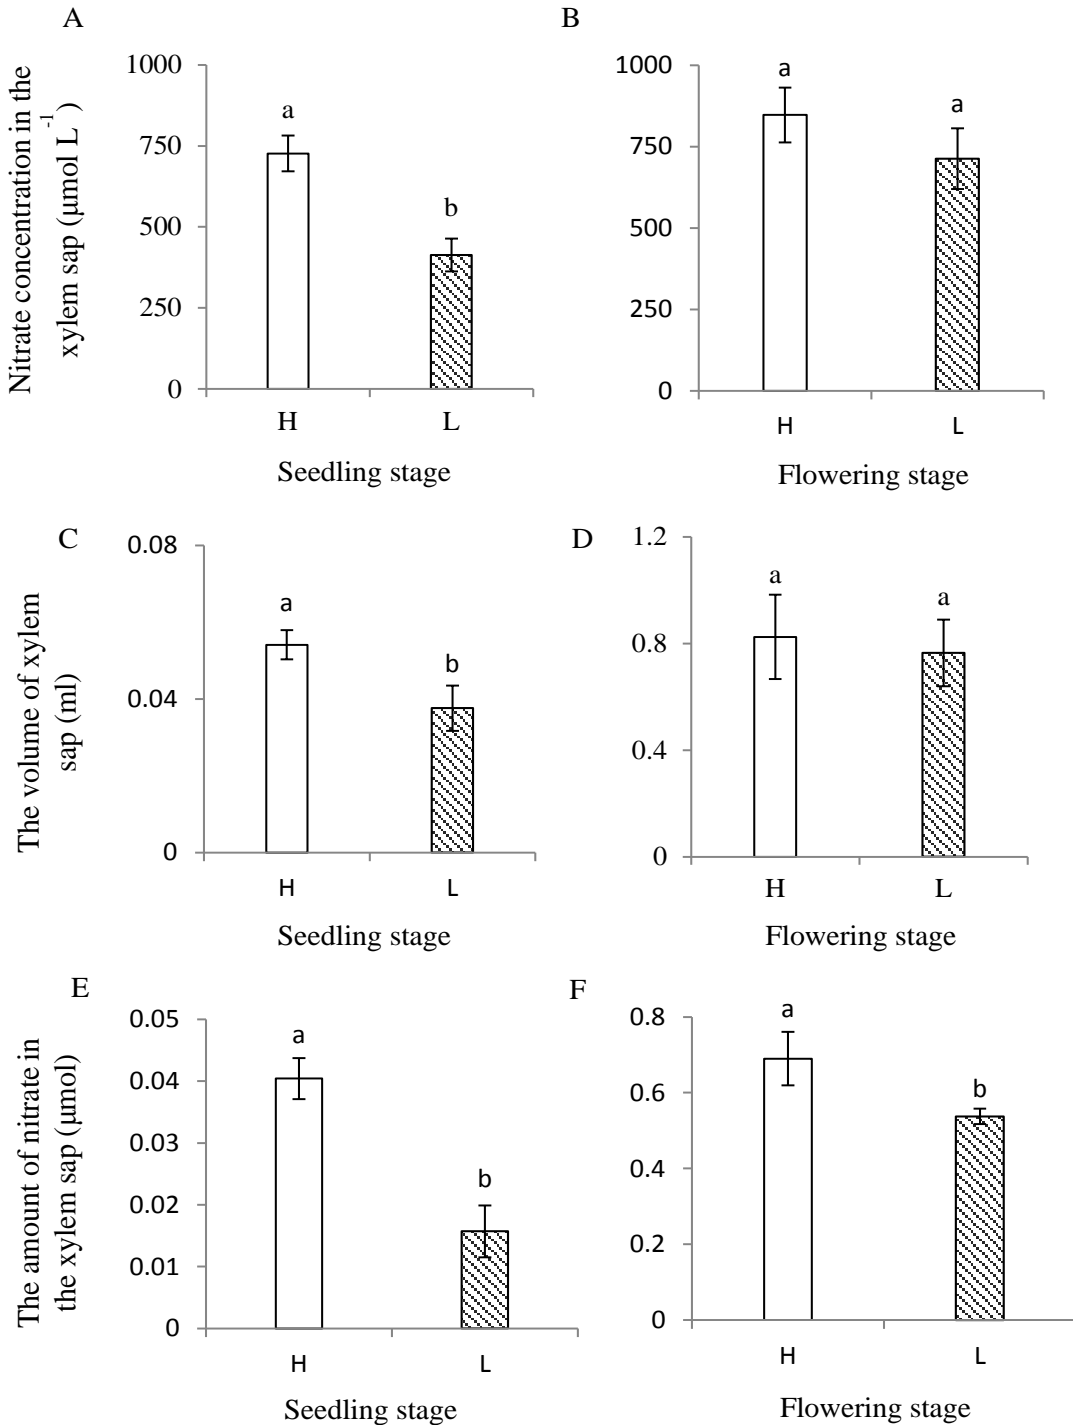 A
Nitrate concentration in the
xylem sap (μmol L-1)
1000
750
500
250
0
a
b
H
L
Seedling stage
B
1000
750
500
250
0
a
a
H
L
Flowering stage
C
The volume of xylem
sap (ml)
0.08
0.04
0
a
b
H
L
Seedling stage
D
1.2
0.8
0.4
0
a
a
H
L
Flowering stage
E
The amount of nitrate in
the xylem sap (μmol)
0.05
0.04
0.03
0.02
0.01
0
a
b
H
L
Seedling stage
F
0.8
0.6
0.4
0.2
0
a
b
H
L
Flowering stage